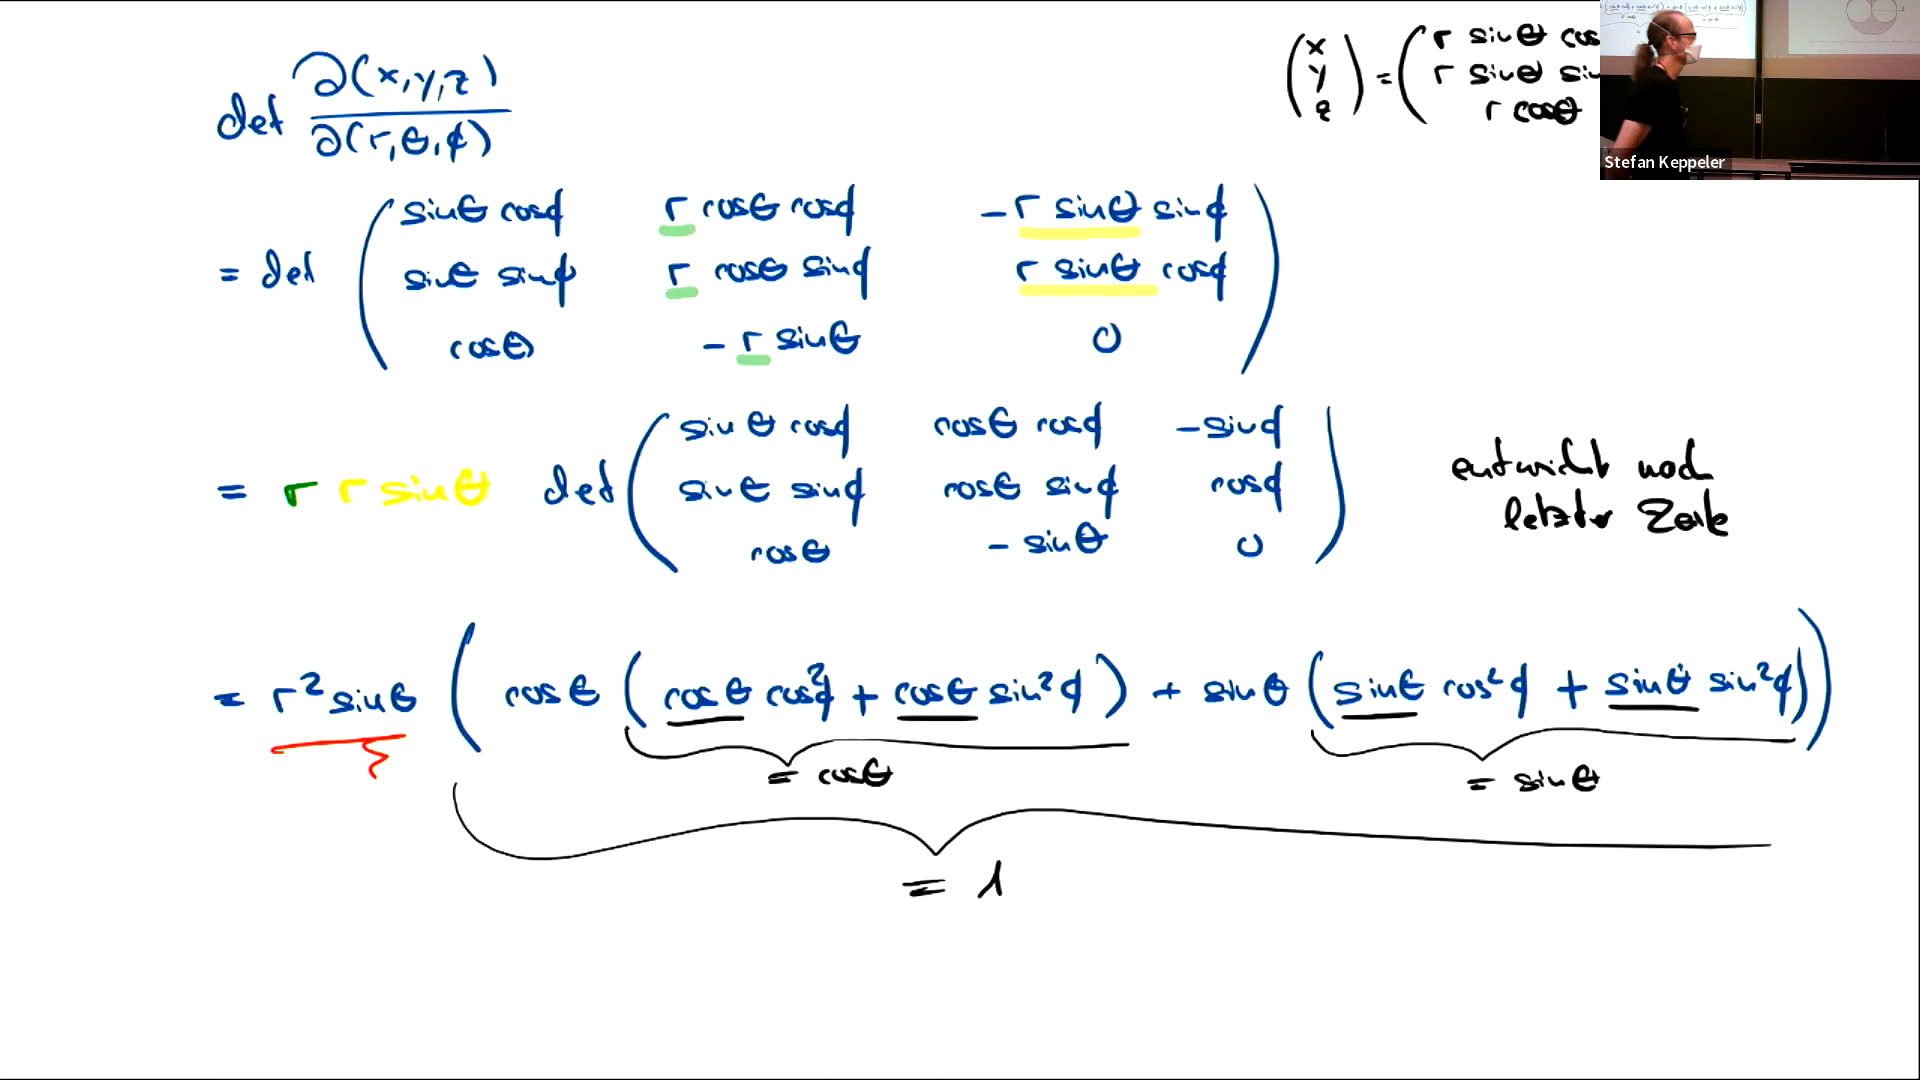 det ∂(x,y,z) / ∂(r,θ,ϕ)
(x y z) = (r sinθ cos
r sinθ sin
r cosθ
Stefan Keppeler
= det ( sinθ cosϕ   r cosθ cosϕ   - r sinθ sinϕ
sinθ sinϕ   r cosθ sinϕ   r sinθ cosϕ
cosθ   - r sinθ   0 )
= r r sinθ det ( sinθ cosϕ   cosθ cosϕ   - sinϕ
sinθ sinϕ   cosθ sinϕ   cosϕ
cosθ   - sinθ   0 )
entwickelt nach
letzter Zeile
= r² sinθ ( cosθ ( cosθ cos²ϕ + cosθ sin²ϕ ) + sinθ ( sinθ cos²ϕ + sinθ sin²ϕ ) )
= cosθ
= sinθ
= 1